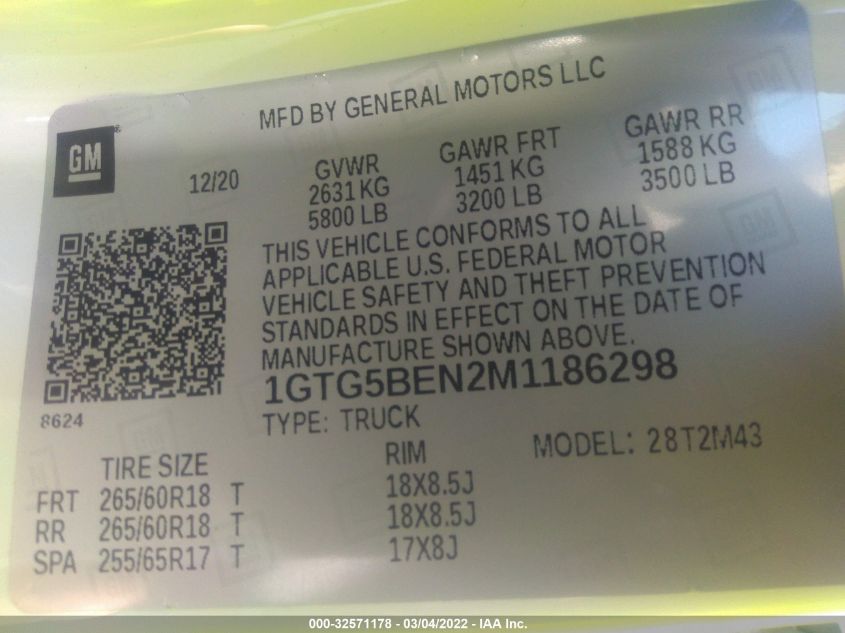 MFD BY GENERAL MOTORS LLC
GM
12/20
GVWR
2631 KG
5800 LB
GAWR FRT
1451 KG
3200 LB
GAWR RR
1588 KG
3500 LB
THIS VEHICLE CONFORMS TO ALL
APPLICABLE U.S. FEDERAL MOTOR
VEHICLE SAFETY AND THEFT PREVENTION
STANDARDS IN EFFECT ON THE DATE OF
MANUFACTURE SHOWN ABOVE.
1GTG5BEN2M1186298
8624
TYPE: TRUCK
MODEL: 28T2M43
TIRE SIZE RIM
FRT 265/60R18 T 18X8.5J
RR 265/60R18 T 18X8.5J
SPA 255/65R17 T 17X8J
000-32571178 - 03/04/2022 - IAA Inc.